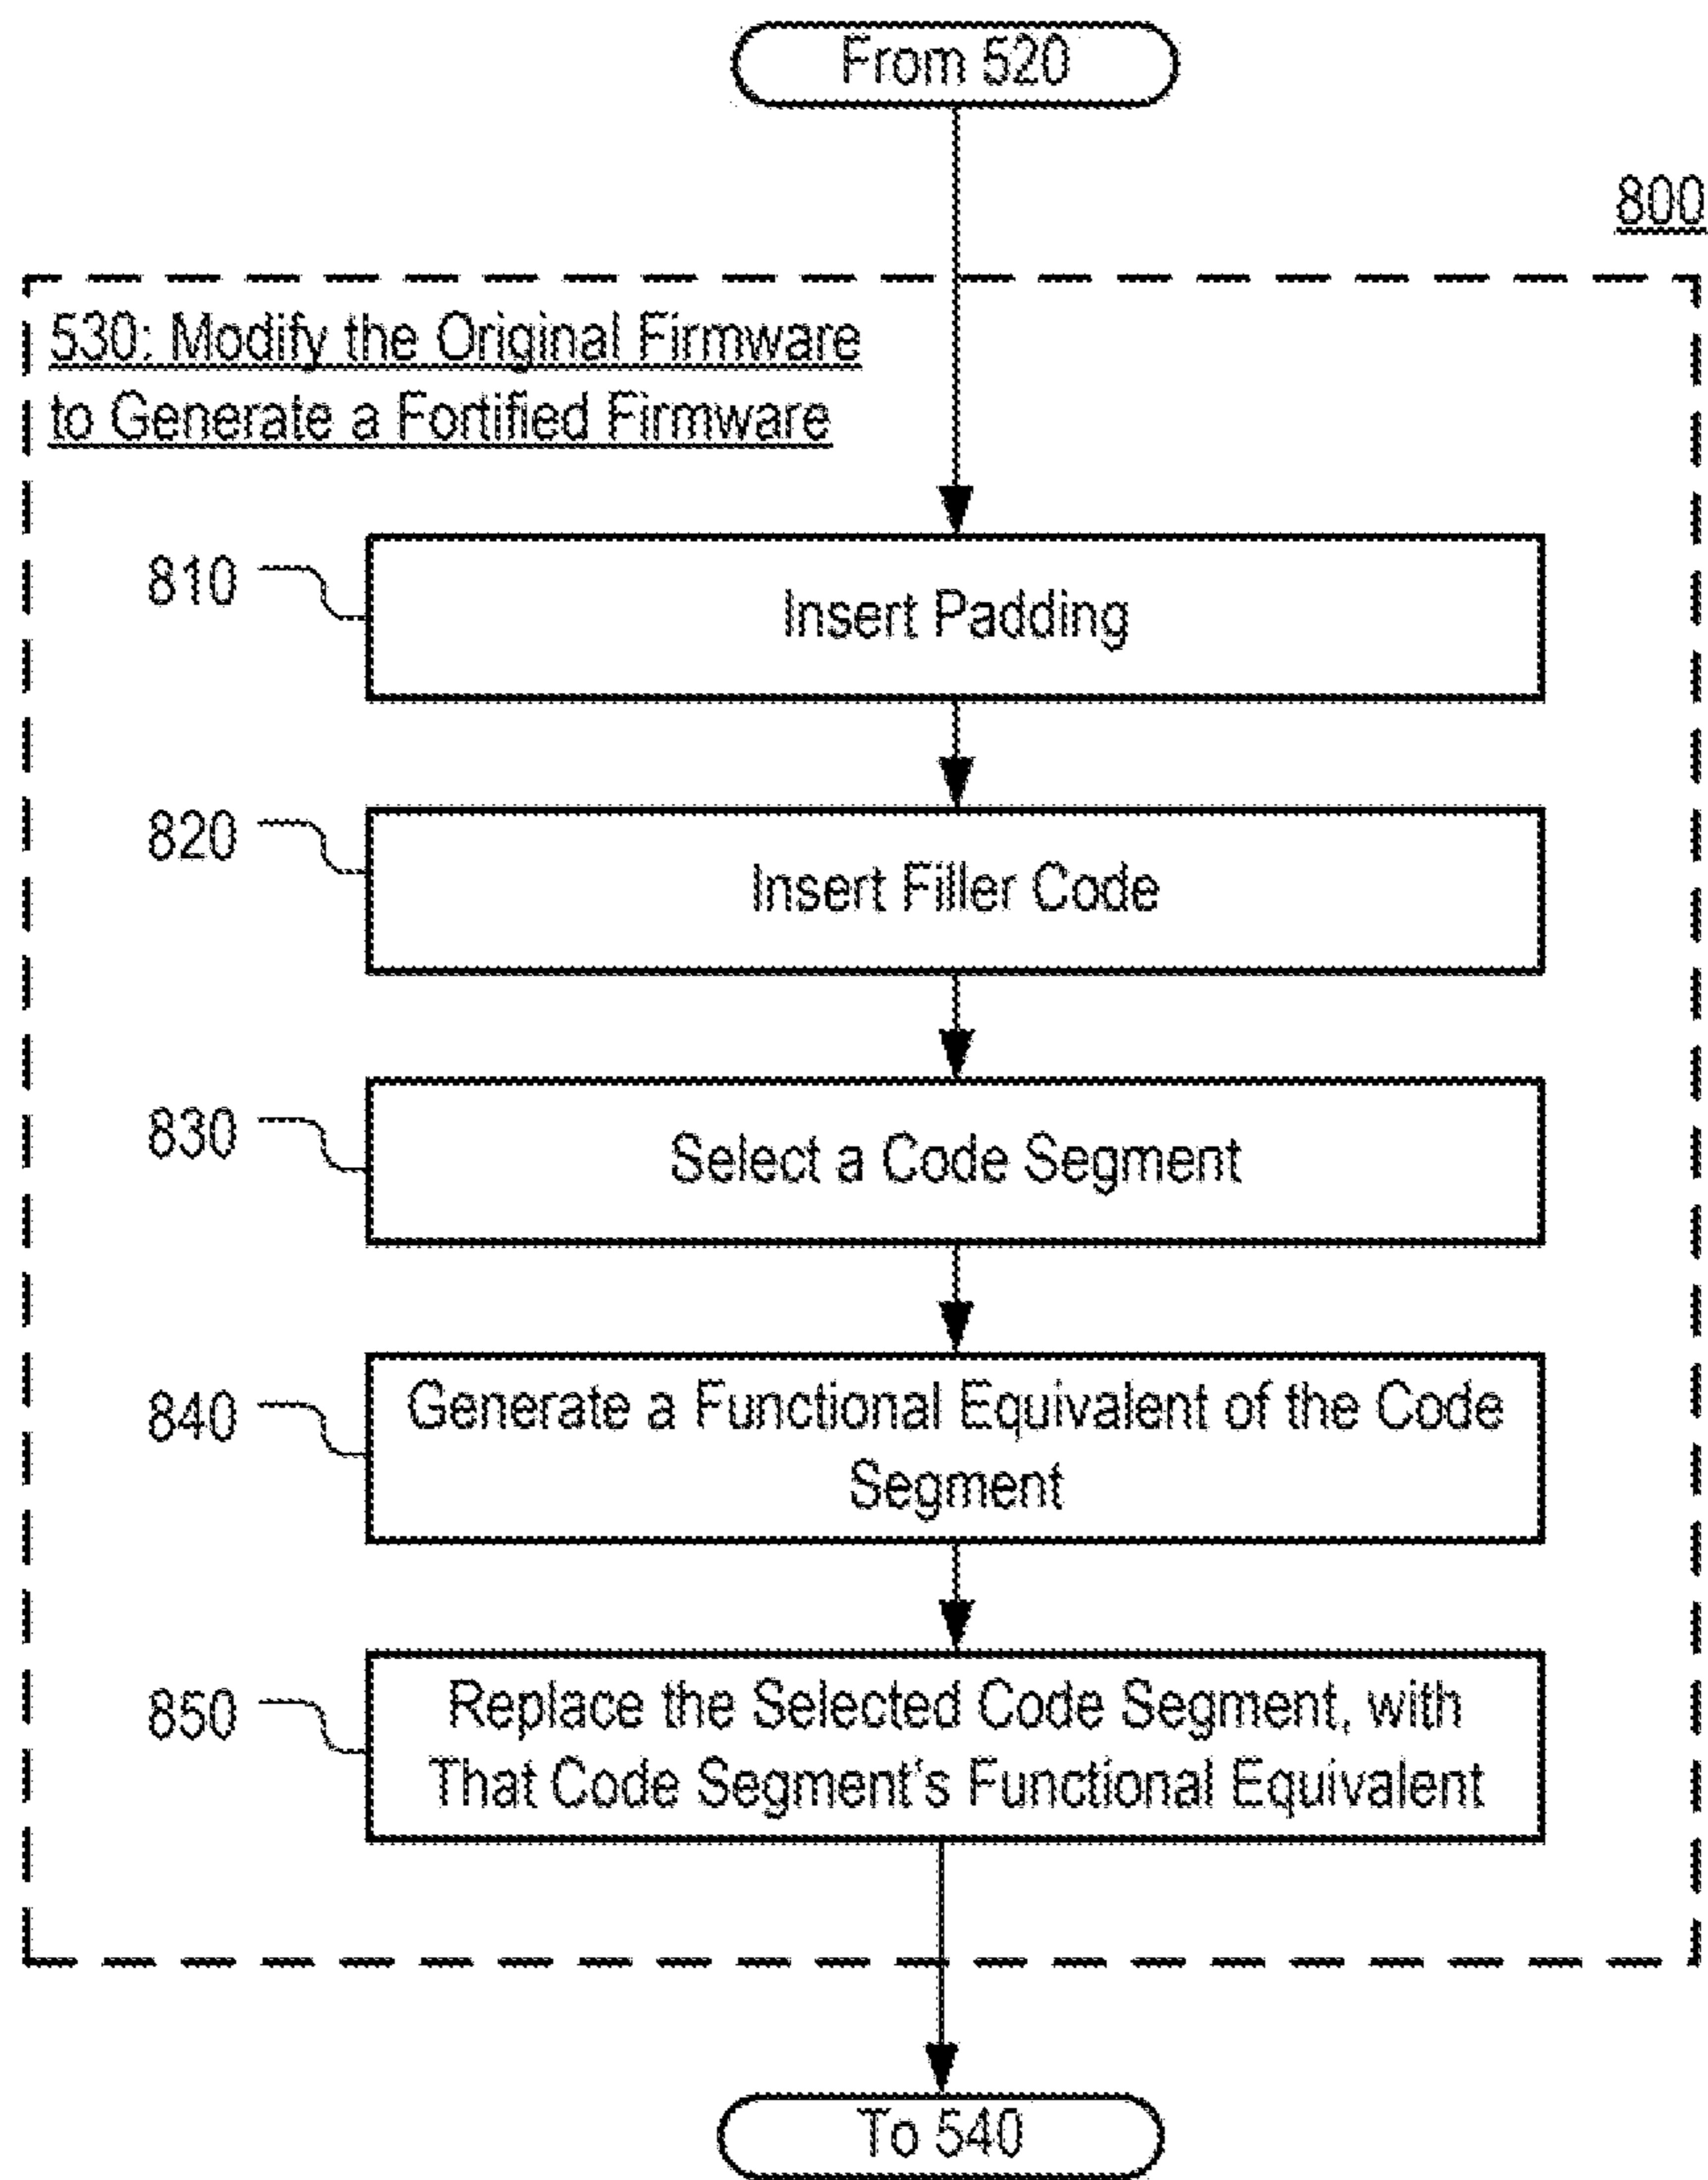 From 520
800
530: Modify the Original Firmware
to Generate a Fortified Firmware
810
Insert Padding
820
Insert Filler Code
830
Select a Code Segment
840
Generate a Functional Equivalent of the Code
Segment
850
Replace the Selected Code Segment, with
That Code Segment's Functional Equivalent
To 540